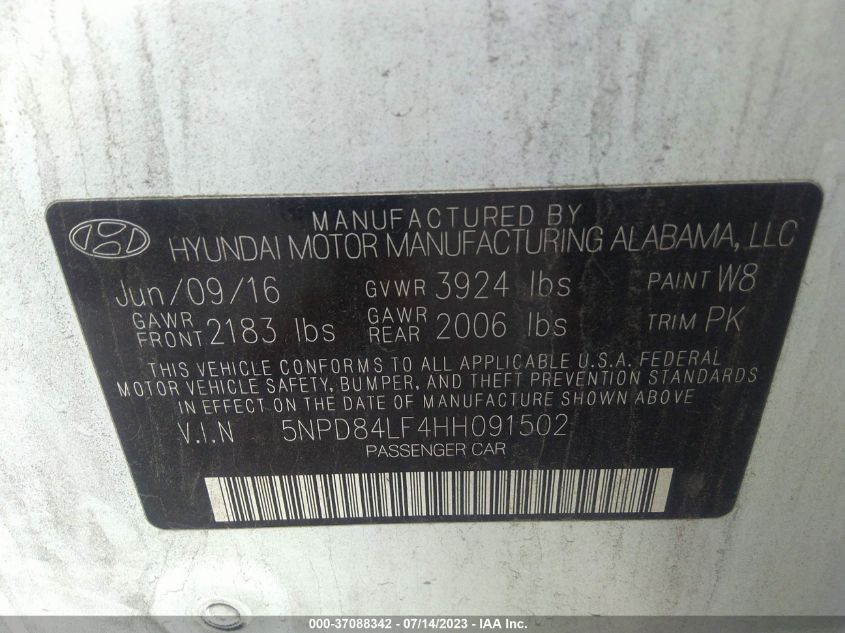 MANUFACTURED BY
HYUNDAI MOTOR MANUFACTURING ALABAMA, LLC
Jun/09/16 GVWR 3924 lbs PAINT W8
GAWR FRONT 2183 lbs GAWR REAR 2006 lbs TRIM PK
THIS VEHICLE CONFORMS TO ALL APPLICABLE U.S.A. FEDERAL
MOTOR VEHICLE SAFETY, BUMPER, AND THEFT PREVENTION STANDARDS
IN EFFECT ON THE DATE OF MANUFACTURE SHOWN ABOVE
V.I.N 5NPD84LF4HH091502
PASSENGER CAR
000-37088342 - 07/14/2023 - © IAA Inc.